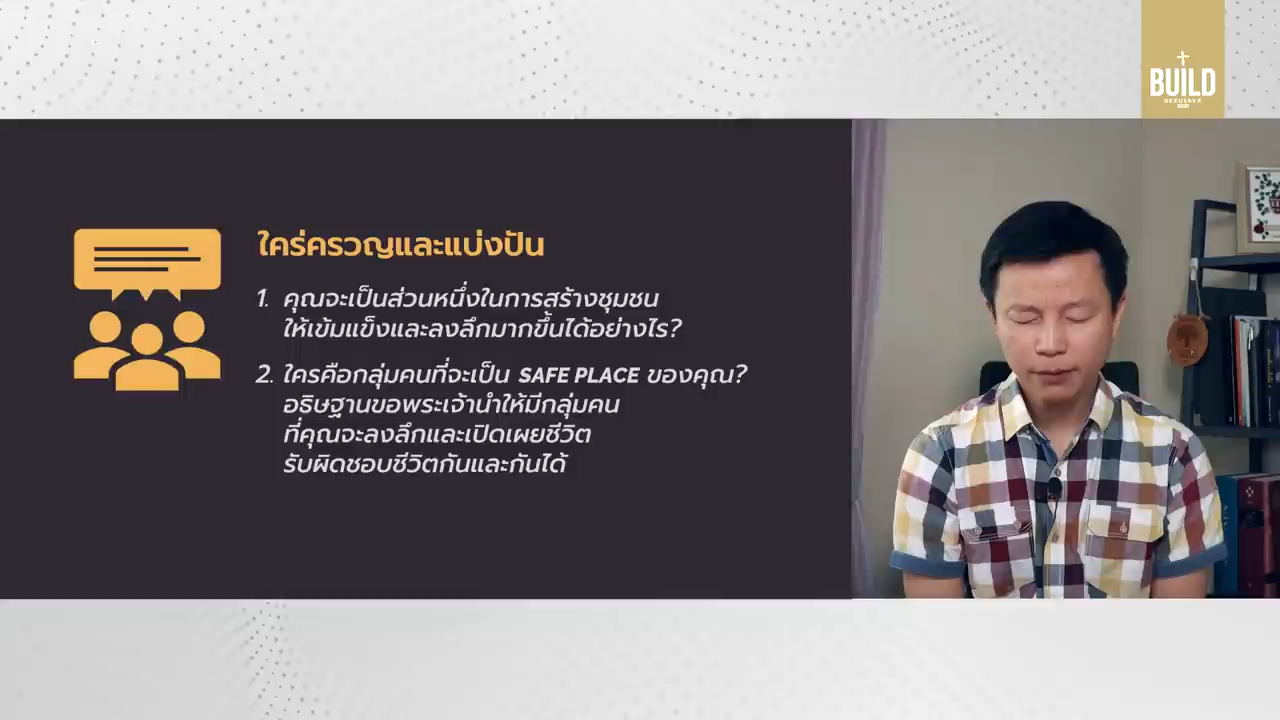 BUILD
2021
ใคร่ครวญและแบ่งปัน
1. คุณจะเป็นส่วนหนึ่งในการสร้างชุมชน
ให้เข้มแข็งและลงลึกมากขึ้นได้อย่างไร?
2. ใครคือกลุ่มคนที่จะเป็น SAFE PLACE ของคุณ?
อธิษฐานขอพระเจ้านำให้มีกลุ่มคน
ที่คุณจะลงลึกและเปิดเผยชีวิต
รับผิดชอบชีวิตกันและกันได้